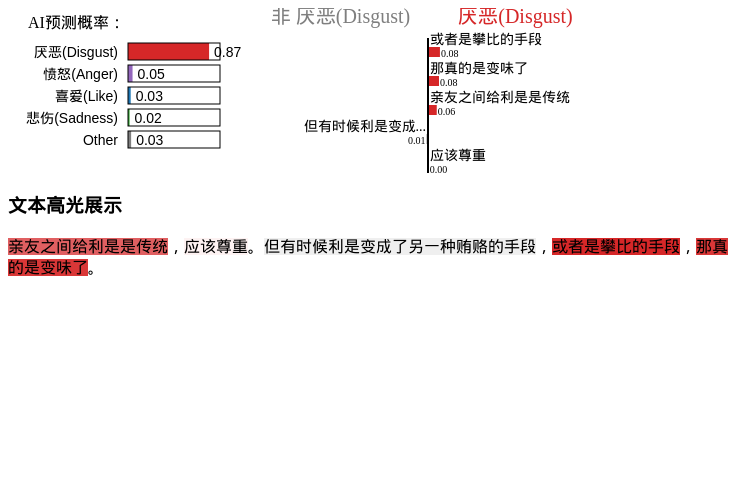 AI预测概率：
厌恶(Disgust) 0.87
愤怒(Anger) 0.05
喜爱(Like) 0.03
悲伤(Sadness) 0.02
Other 0.03
非 厌恶(Disgust) 厌恶(Disgust)
或者是攀比的手段
0.08
那真的是变味了
0.08
亲友之间给利是是传统
0.06
但有时候利是变成...
0.01
应该尊重
0.00
文本高光展示
亲友之间给利是是传统，应该尊重。但有时候利是变成了另一种贿赂的手段，或者是攀比的手段，那真
的是变味了。